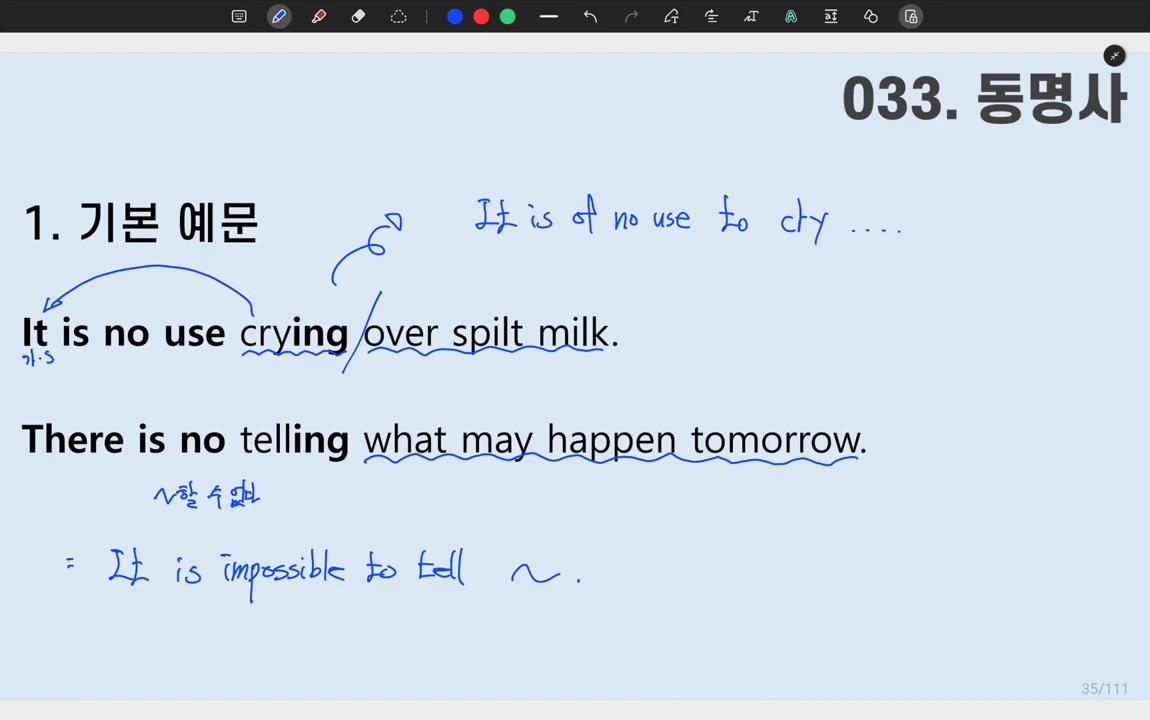 033. 동명사
1. 기본 예문
It is of no use to cry ....
It is no use crying / over spilt milk.
가.S
There is no telling what may happen tomorrow.
~할 수 없다
= It is impossible to tell ~.
35/111